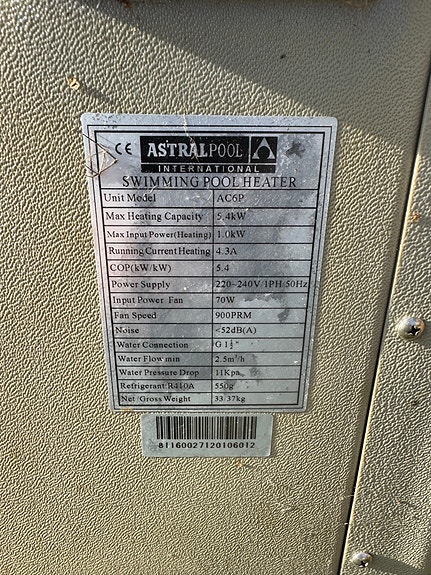 CE ASTRALPOOL
INTERNATIONAL
SWIMMING POOL HEATER
Unit Model AC6P
Max Heating Capacity 5.4kW
Max Input Power(Heating) 1.0kW
Running Current Heating 4.3A
COP(kW/kW) 5.4
Power Supply 220~240V/1PH/50Hz
Input Power Fan 70W
Fan Speed 900PRM
Noise <52dB(A)
Water Connection G 1½"
Water Flow min 2.5m³/h
Water Pressure Drop 11Kpa
Refrigerant:R410A 550g
Net/Gross Weight 33/37kg
81160027120106012